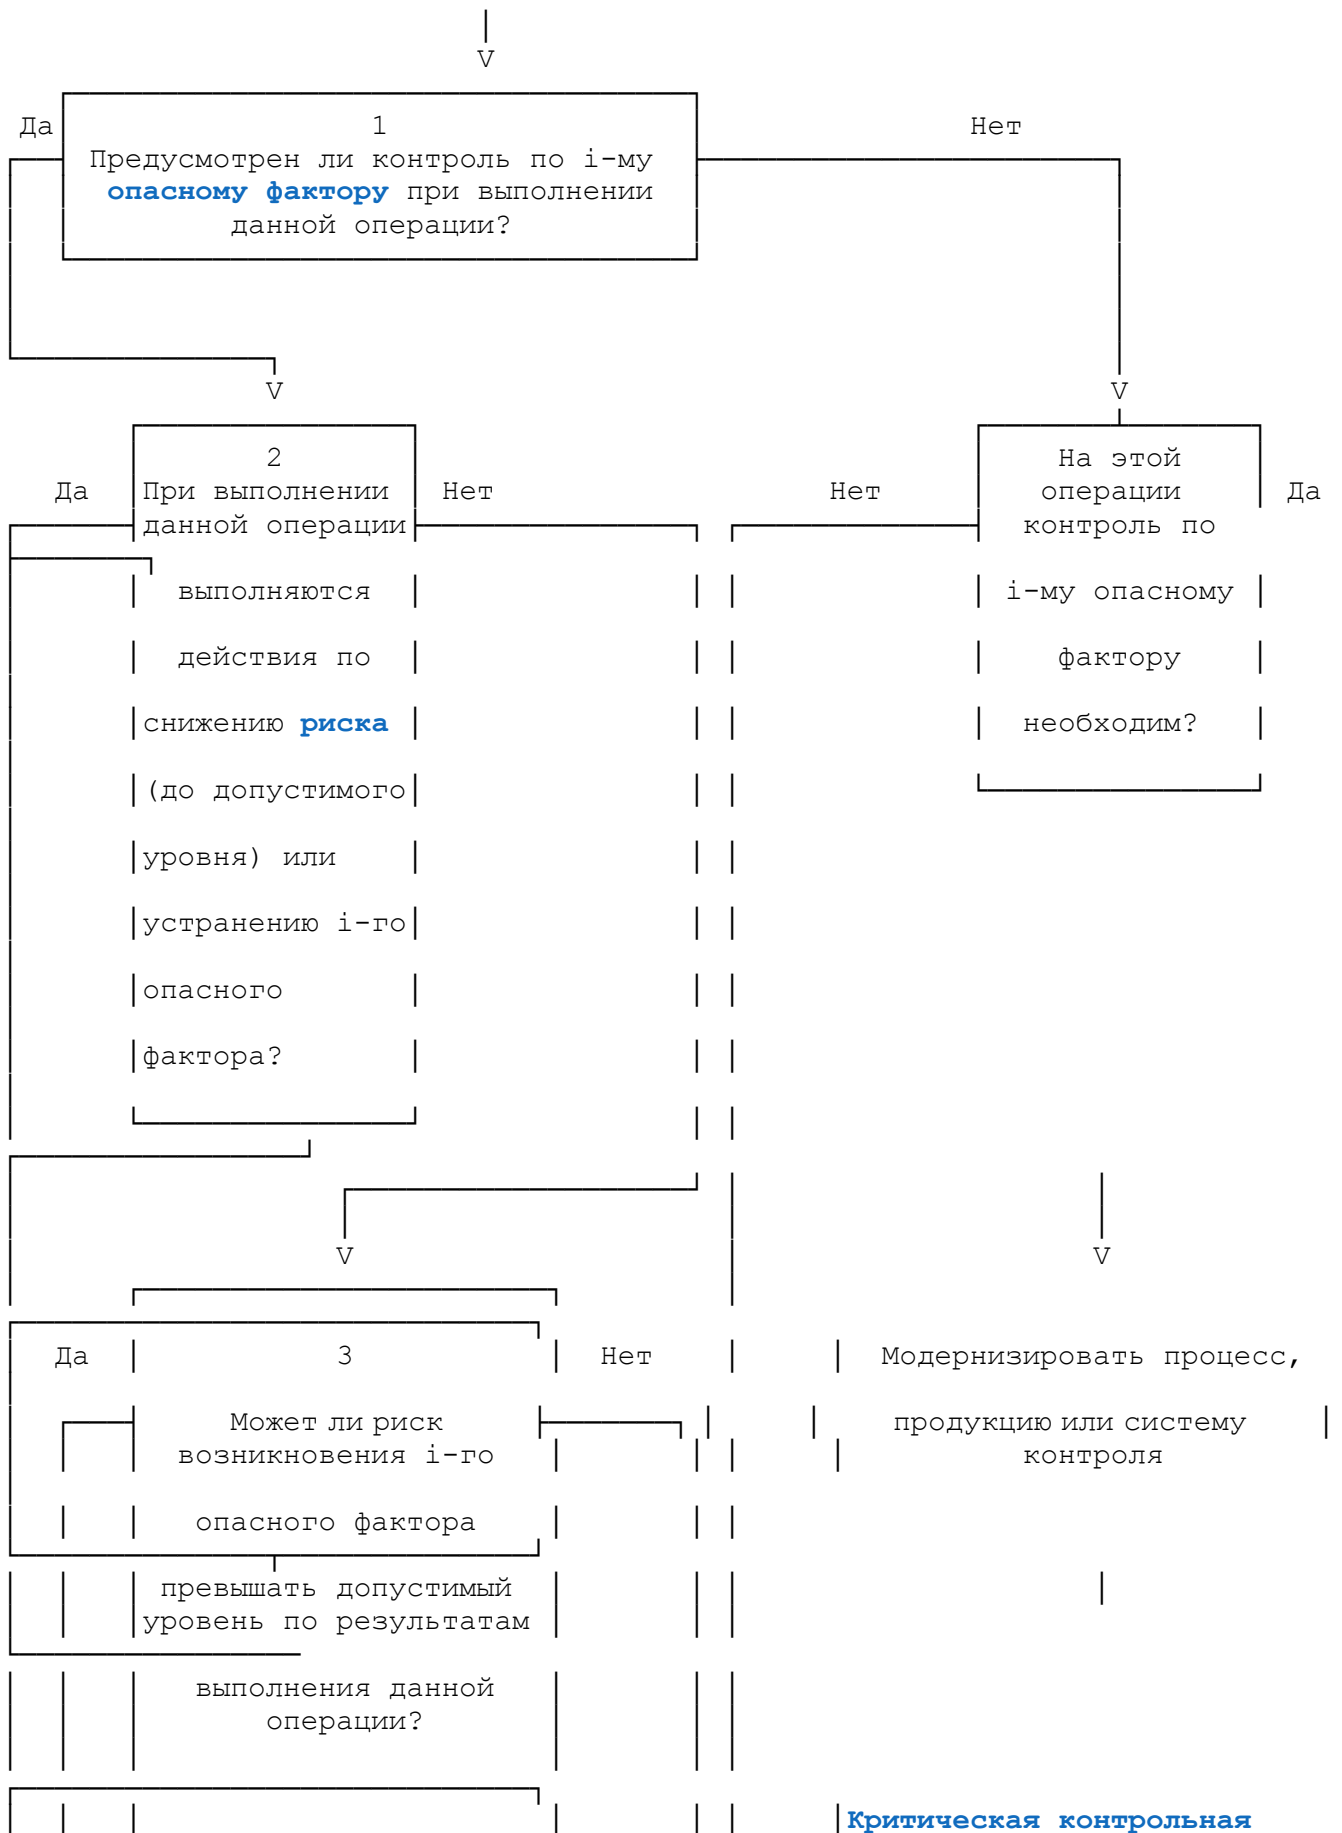 V
Да 1 Нет
Предусмотрен ли контроль по i-му
опасному фактору при выполнении
данной операции?
V V
2 На этой
Да При выполнении Нет Нет операции Да
данной операции контроль по
выполняются i-му опасному
действия по фактору
снижению риска необходим?
(до допустимого
уровня) или
устранению i-го
опасного
фактора?
V V
Да 3 Нет Модернизировать процесс,
Может ли риск продукцию или систему
возникновения i-го контроля
опасного фактора
превышать допустимый
уровень по результатам
выполнения данной
операции?
Критическая контрольная